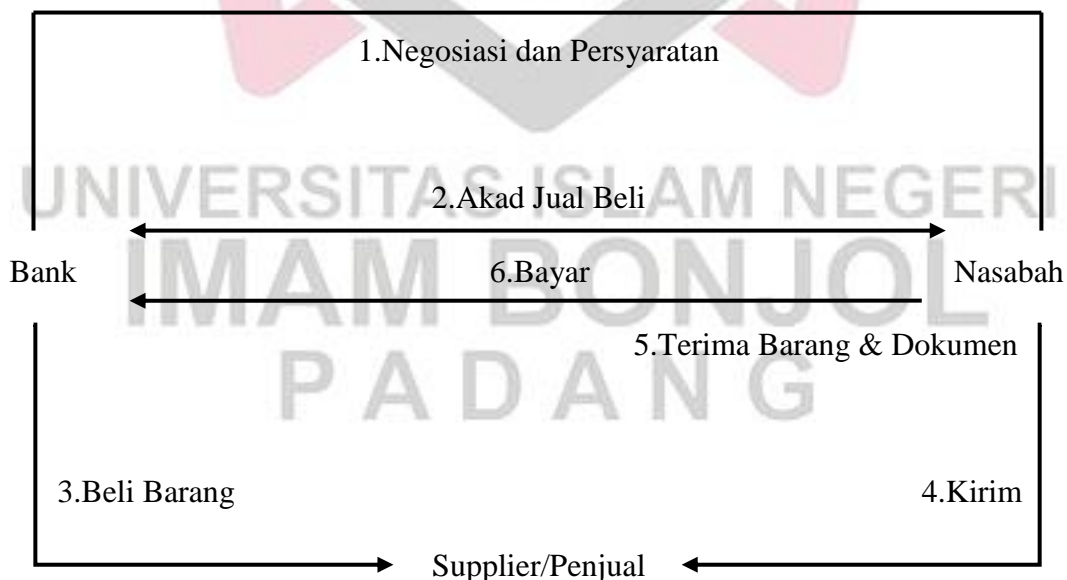 1.Negosiasi dan Persyaratan
UNIVERSITAS ISLAM NEGERI
2.Akad Jual Beli
IMAM BONJOL
Bank
6.Bayar
Nasabah
5.Terima Barang & Dokumen
PADANG
3.Beli Barang
4.Kirim
Supplier/Penjual